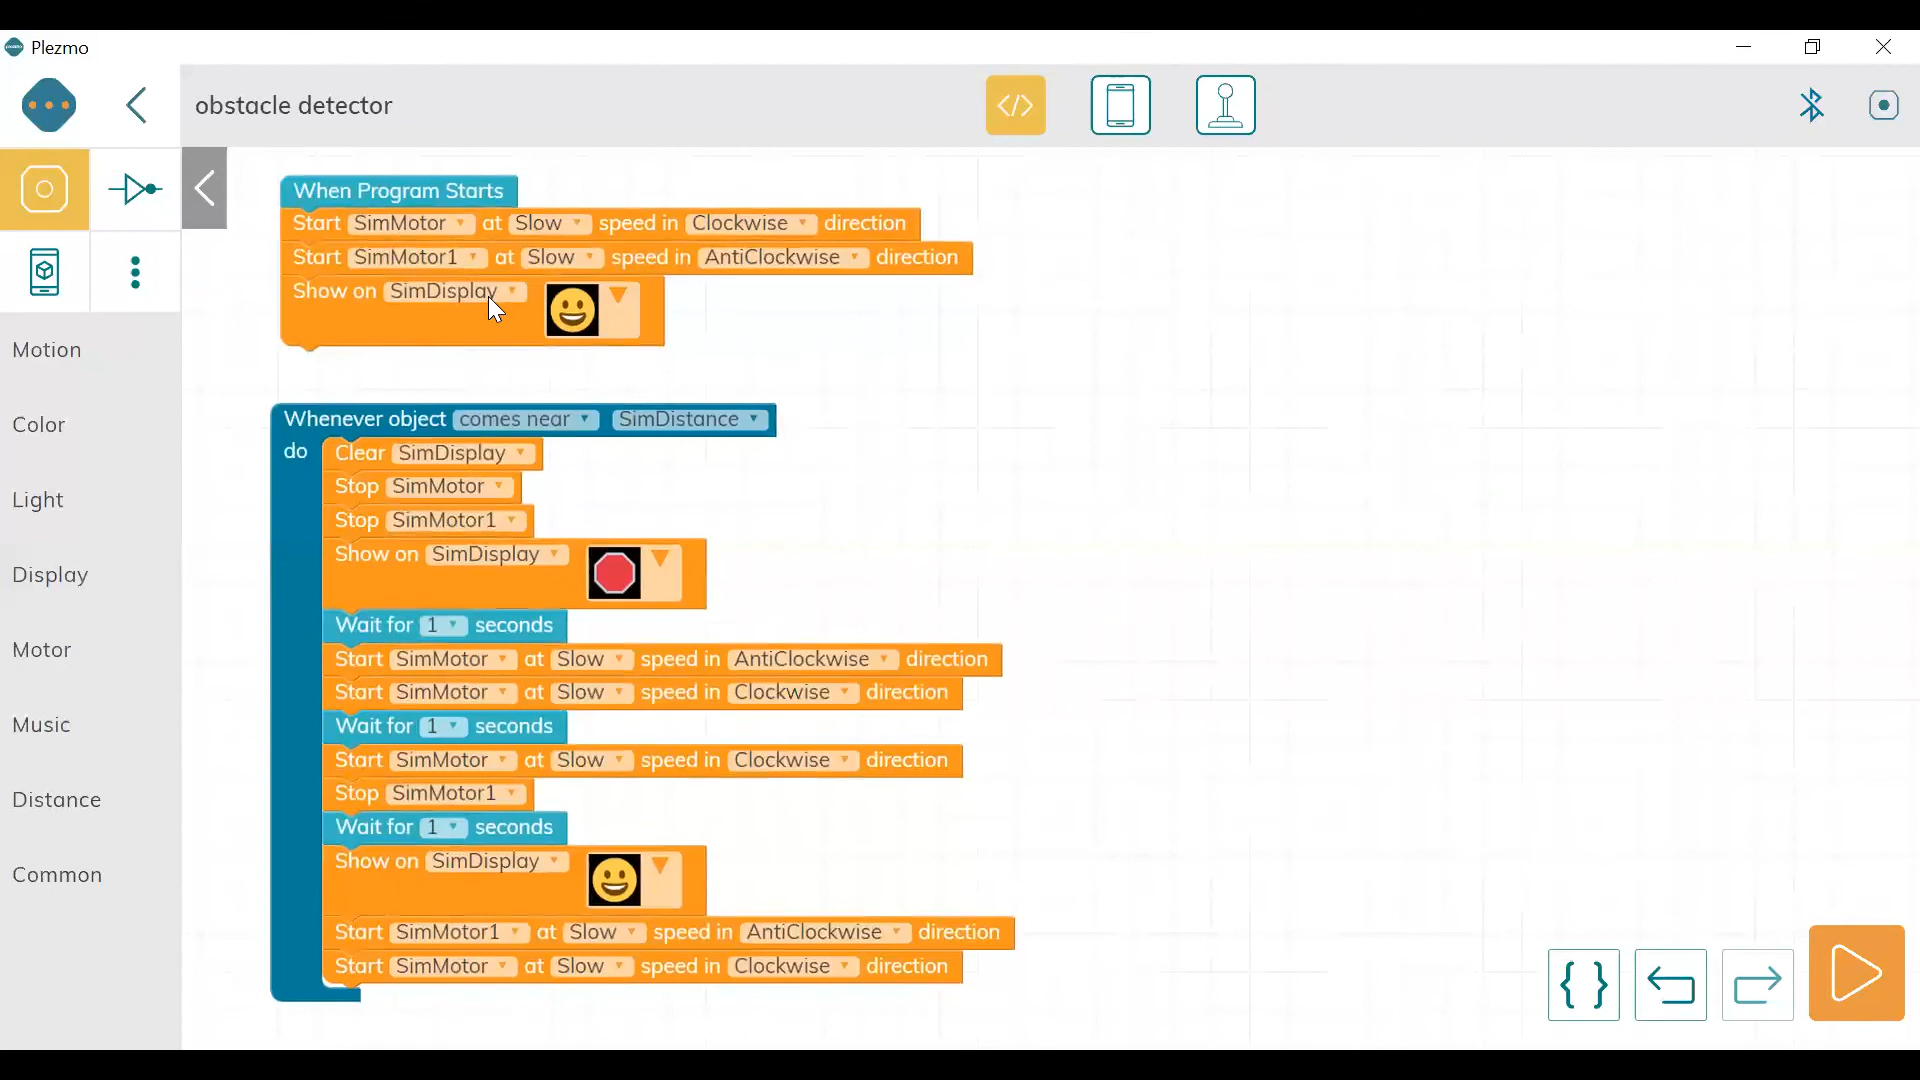 Plezmo
obstacle detector
</>
When Program Starts
Start SimMotor at Slow speed in Clockwise direction
Start SimMotor1 at Slow speed in AntiClockwise direction
Show on SimDisplay
Motion
Color
Light
Display
Motor
Music
Distance
Common
Whenever object comes near SimDistance
do
Clear SimDisplay
Stop SimMotor
Stop SimMotor1
Show on SimDisplay
Wait for 1 seconds
Start SimMotor at Slow speed in AntiClockwise direction
Start SimMotor at Slow speed in Clockwise direction
Wait for 1 seconds
Start SimMotor at Slow speed in Clockwise direction
Stop SimMotor1
Wait for 1 seconds
Show on SimDisplay
Start SimMotor1 at Slow speed in AntiClockwise direction
Start SimMotor at Slow speed in Clockwise direction
{ }